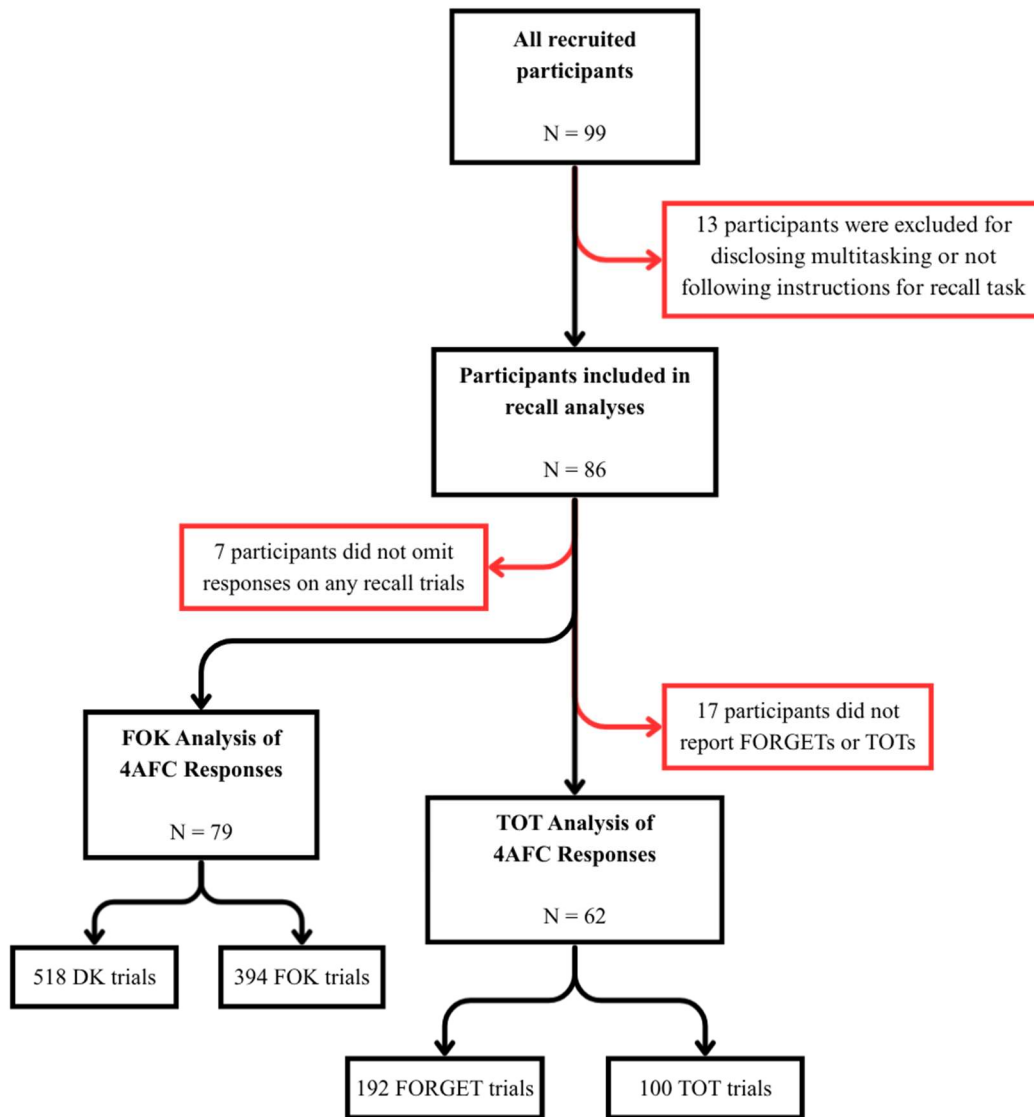 All recruited
participants
N = 99
13 participants were excluded for
disclosing multitasking or not
following instructions for recall task
Participants included in
recall analyses
N = 86
7 participants did not omit
responses on any recall trials
17 participants did not
report FORGETs or TOTs
FOK Analysis of
4AFC Responses
N = 79
TOT Analysis of
4AFC Responses
N = 62
518 DK trials
394 FOK trials
192 FORGET trials
100 TOT trials